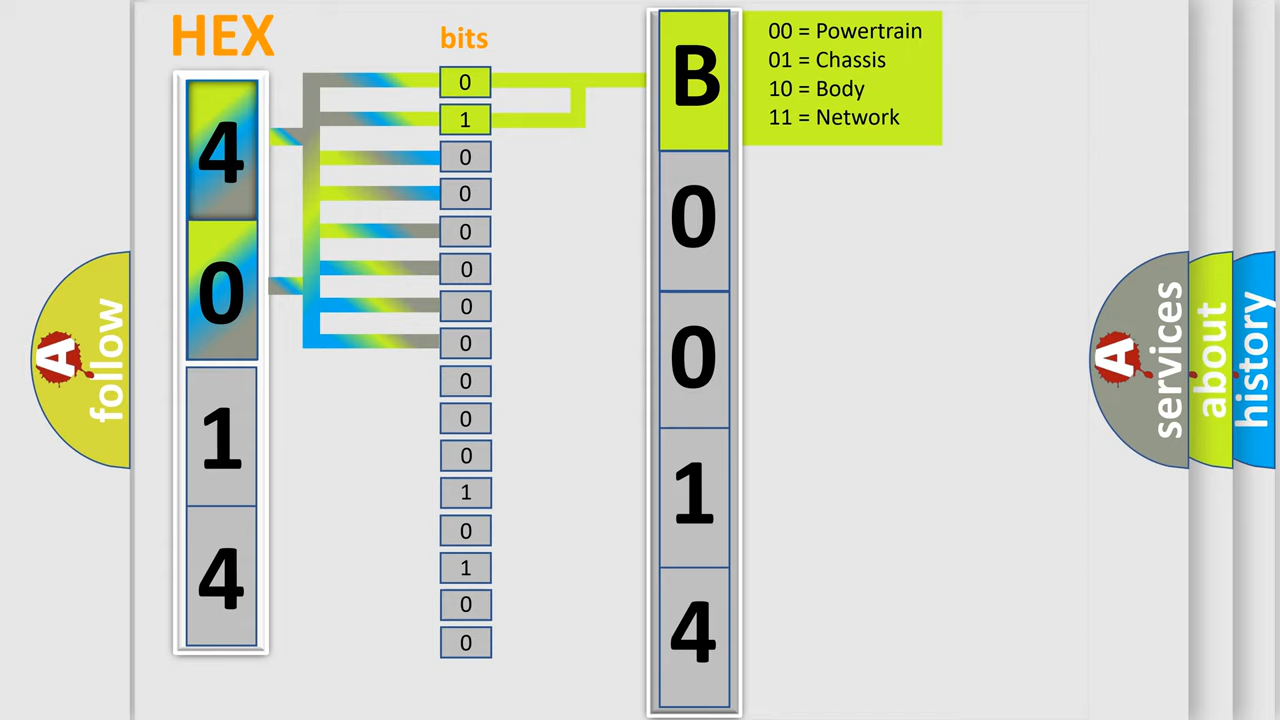 HEX
bits
4
0
1
4
0
1
0
0
0
0
0
0
0
0
0
1
0
1
0
0
B
0
0
1
4
00 = Powertrain
01 = Chassis
10 = Body
11 = Network
A
follow
A
services
about
history